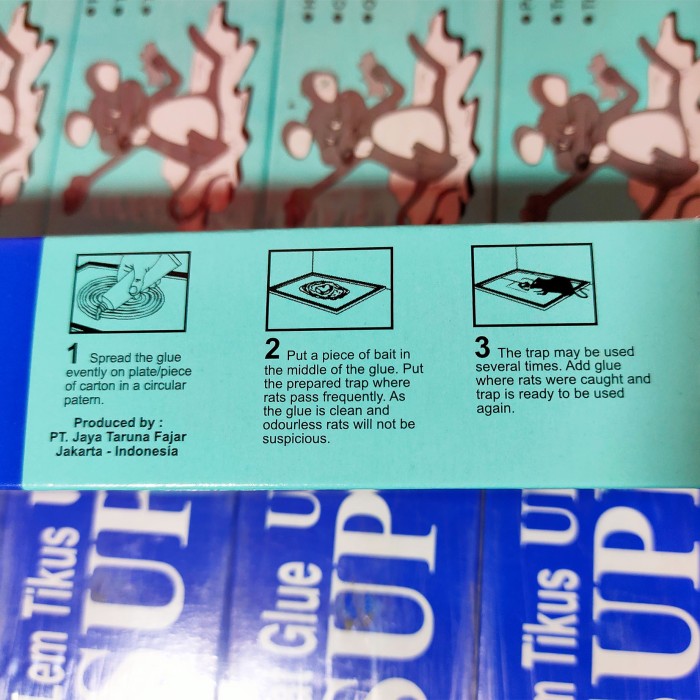 1 Spread the glue
evently on plate/piece
of carton in a circular
patern.
Produced by :
PT. Jaya Taruna Fajar
Jakarta - Indonesia
2 Put a piece of bait in
the middle of the glue. Put
the prepared trap where
rats pass frequently. As
the glue is clean and
odourless rats will not be
suspicious.
3 The trap may be used
several times. Add glue
where rats were caught and
trap is ready to be used
again.
Tikus
Glue
Tikus